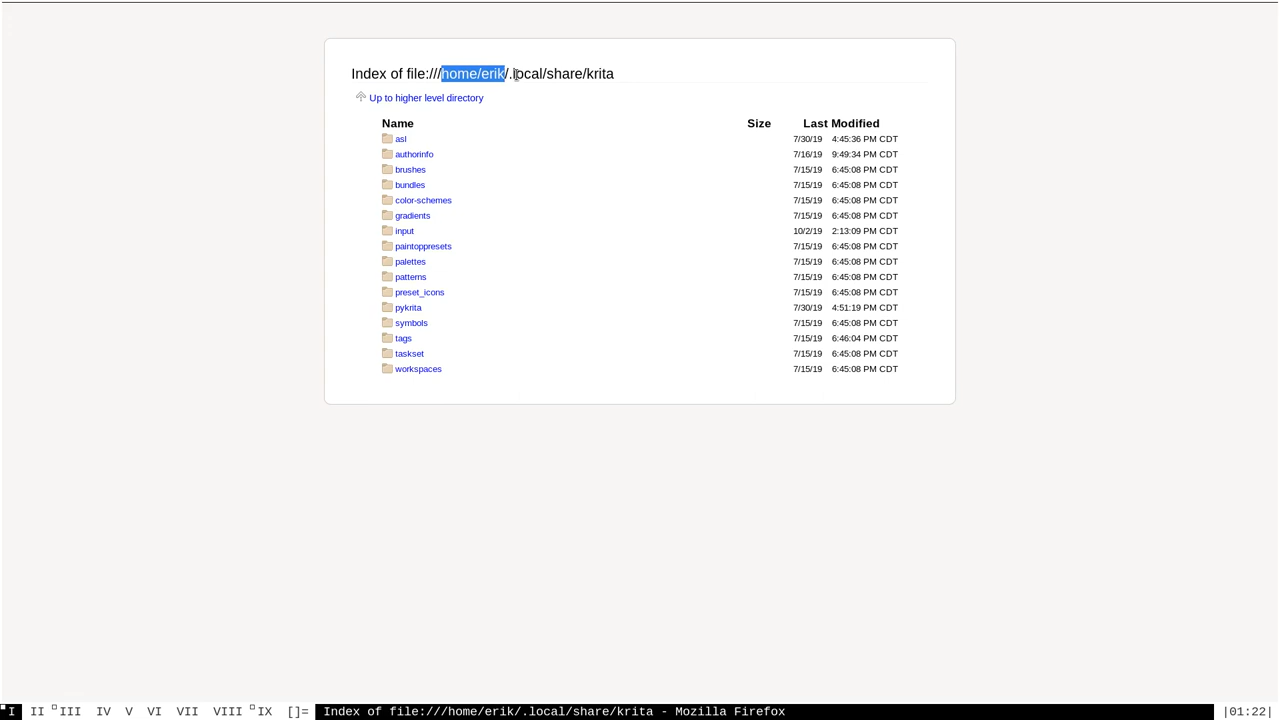 Index of file:///home/erik/.local/share/krita
Up to higher level directory
Name Size Last Modified
asl 7/30/19 4:45:36 PM CDT
authorinfo 7/16/19 9:49:34 PM CDT
brushes 7/15/19 6:45:08 PM CDT
bundles 7/15/19 6:45:08 PM CDT
color-schemes 7/15/19 6:45:08 PM CDT
gradients 7/15/19 6:45:08 PM CDT
input 10/2/19 2:13:09 PM CDT
paintoppresets 7/15/19 6:45:08 PM CDT
palettes 7/15/19 6:45:08 PM CDT
patterns 7/15/19 6:45:08 PM CDT
preset_icons 7/15/19 6:45:08 PM CDT
pykrita 7/30/19 4:51:19 PM CDT
symbols 7/15/19 6:45:08 PM CDT
tags 7/15/19 6:46:04 PM CDT
taskset 7/15/19 6:45:08 PM CDT
workspaces 7/15/19 6:45:08 PM CDT
I II III IV V VI VII VIII IX []= Index of file:///home/erik/.local/share/krita - Mozilla Firefox |01:22|